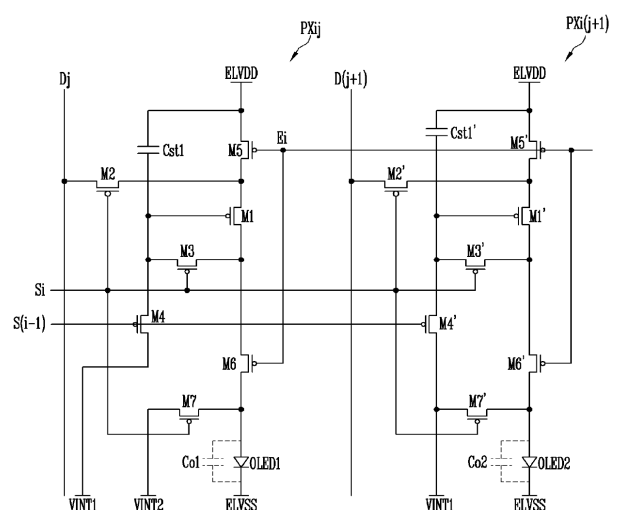 PXij
PXi(j+1)
Dj
ELVDD
D(j+1)
ELVDD
Cst1
M5
Ei
Cst1'
M5'
M2
M2'
M1
M1'
M3
M3'
Si
S(i-1)
M4
M4'
M6
M6'
M7
M7'
Co1
OLED1
Co2
OLED2
VINT1
VINT2
ELVSS
VINT1
ELVSS